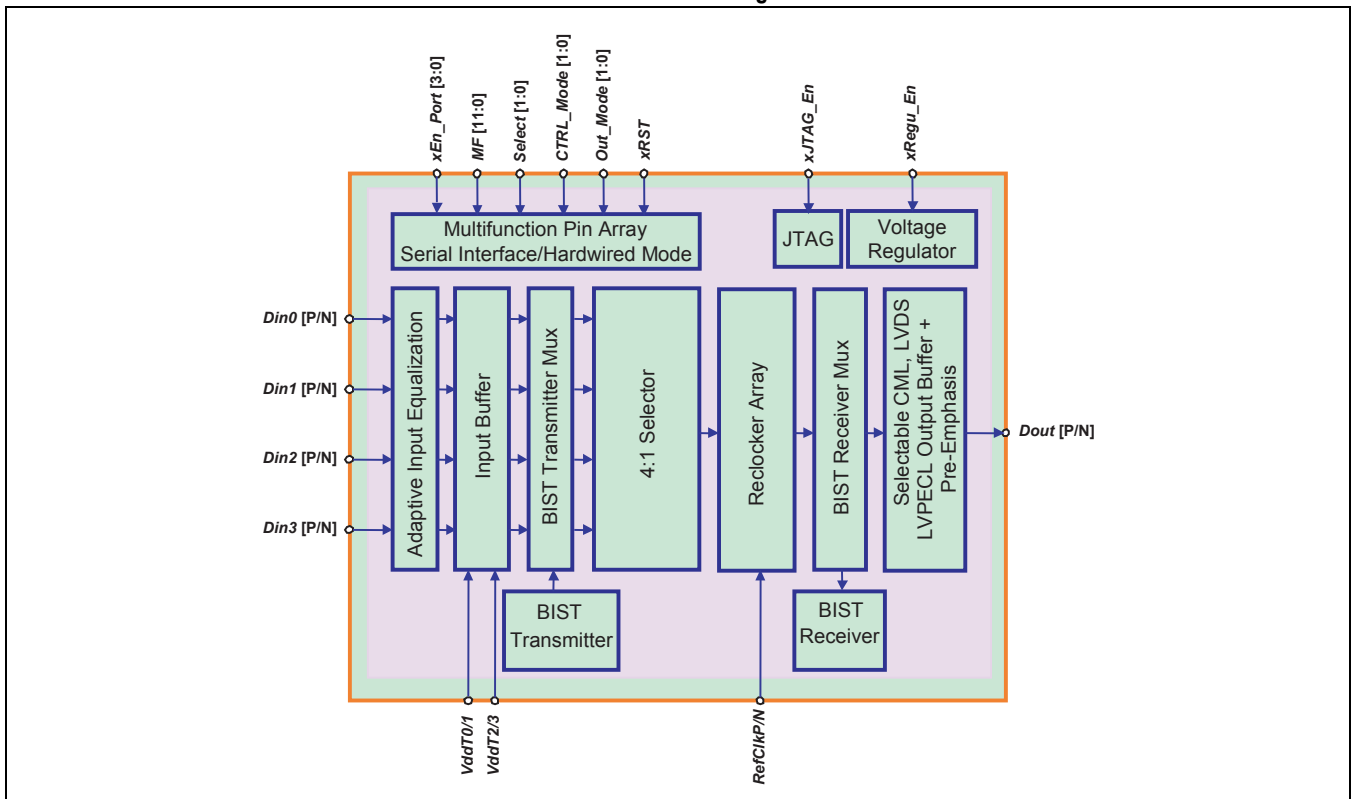 xEn_Port [3:0]
MF [11:0]
Select [1:0]
CTRL_Mode [1:0]
Out_Mode [1:0]
xRST
xJTAG_En
xRegu_En
Multifunction Pin Array
Serial Interface/Hardwired Mode
JTAG
Voltage
Regulator
Din0 [P/N]
Din1 [P/N]
Din2 [P/N]
Din3 [P/N]
Adaptive Input Equalization
Input Buffer
BIST Transmitter Mux
4:1 Selector
Reclocker Array
BIST Receiver Mux
Selectable CML, LVDS
LVPECL Output Buffer +
Pre-Emphasis
Dout [P/N]
BIST
Transmitter
BIST
Receiver
VddT0/1
VddT2/3
RefClkP/N